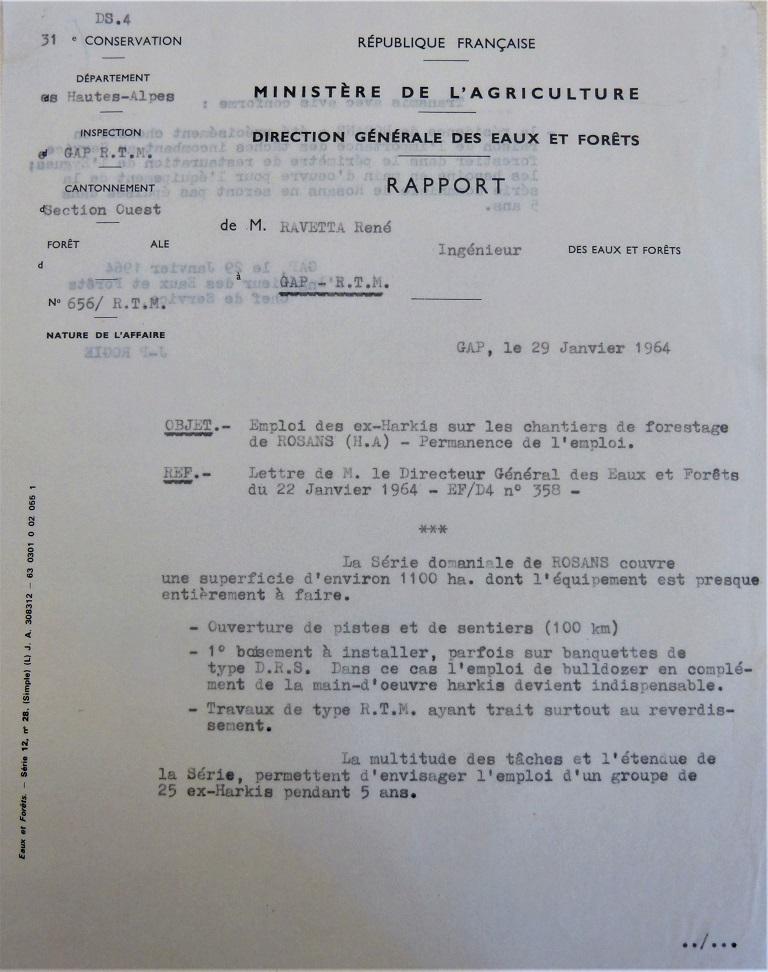 DS.4
31 e CONSERVATION
RÉPUBLIQUE FRANÇAISE
DÉPARTEMENT
des Hautes-Alpes
MINISTÈRE DE L'AGRICULTURE
INSPECTION
d GAP R.T.M.
DIRECTION GÉNÉRALE DES EAUX ET FORÊTS
CANTONNEMENT
RAPPORT
d Section Ouest
de M. RAVETTA René
FORÊT ALE
Ingénieur DES EAUX ET FORÊTS
d
à GAP - R.T.M.
N° 656/ R.T.M.
NATURE DE L'AFFAIRE
GAP, le 29 Janvier 1964
OBJET.- Emploi des ex-Harkis sur les chantiers de forestage
de ROSANS (H.A) - Permanence de l'emploi.
REF.- Lettre de M. le Directeur Général des Eaux et Forêts
du 22 Janvier 1964 - EF/D4 n° 358 -
***
La Série domaniale de ROSANS couvre
une superficie d'environ 1100 ha. dont l'équipement est presque
entièrement à faire.
- Ouverture de pistes et de sentiers (100 km)
- 1° boisement à installer, parfois sur banquettes de
type D.R.S. Dans ce cas l'emploi de bulldozer en complé-
ment de la main-d'oeuvre harkis devient indispensable.
- Travaux de type R.T.M. ayant trait surtout au reverdis-
sement.
La multitude des tâches et l'étendue de
la Série, permettent d'envisager l'emploi d'un groupe de
25 ex-Harkis pendant 5 ans.
../...
Eaux et Forêts. — Série 12, n° 28. (Simple) (L) J. A. 308312 — 63 0301 0 02 055 1